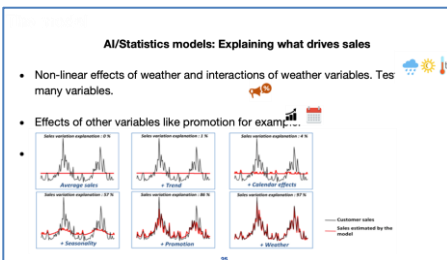 AI/Statistics models: Explaining what drives sales
Non-linear effects of weather and interactions of weather variables. Tes
many variables.
Effects of other variables like promotion for examp
Sales variation explanation : 0 %
Sales variation explanation : 1 %
Sales variation explanation : 4 %
Average sales
+ Trend
+ Calendar effects
Sales variation explanation : 57 %
Sales variation explanation : 86 %
Sales variation explanation : 97 %
+ Seasonality
+ Promotion
+ Weather
Customer sales
Sales estimated by the
model